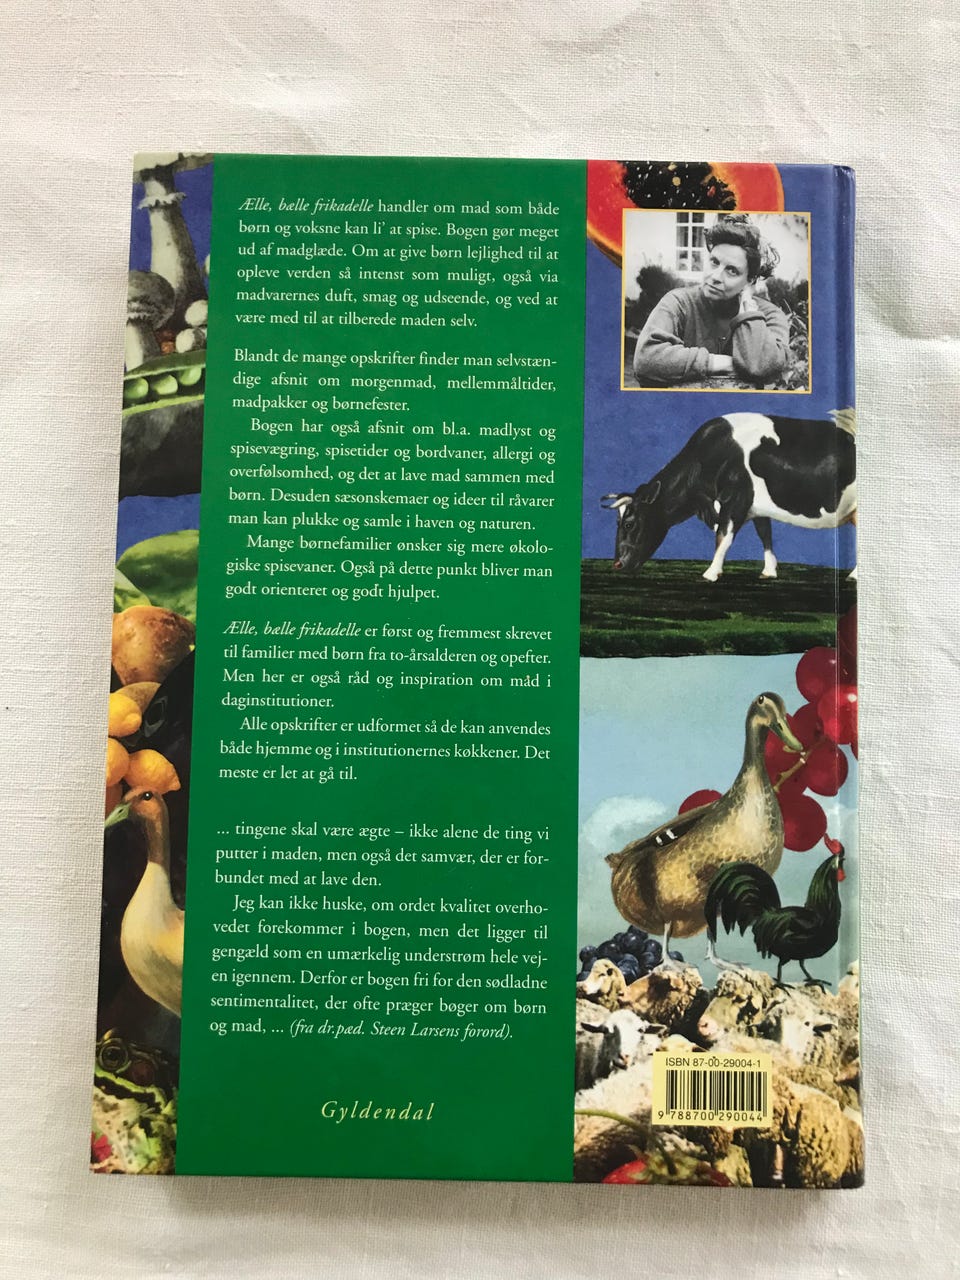 Ælle, bælle frikadelle handler om mad som både
børn og voksne kan li' at spise. Bogen gør meget
ud af madglæde. Om at give børn lejlighed til at
opleve verden så intenst som muligt, også via
madvarernes duft, smag og udseende, og ved at
være med til at tilberede maden selv.
Blandt de mange opskrifter finder man selvstæn-
dige afsnit om morgenmad, mellemmåltider,
madpakker og børnefester.
Bogen har også afsnit om bl.a. madlyst og
spisevægring, spisetider og bordvaner, allergi og
overfølsomhed, og det at lave mad sammen med
børn. Desuden sæsonskemaer og ideer til råvarer
man kan plukke og samle i haven og naturen.
Mange børnefamilier ønsker sig mere økolo-
giske spisevaner. Også på dette punkt bliver man
godt orienteret og godt hjulpet.
Ælle, bælle frikadelle er først og fremmest skrevet
til familier med børn fra to-årsalderen og opefter.
Men her er også råd og inspiration om mad i
daginstitutioner.
Alle opskrifter er udformet så de kan anvendes
både hjemme og i institutionernes køkkener. Det
meste er let at gå til.
... tingene skal være ægte – ikke alene de ting vi
putter i maden, men også det samvær, der er for-
bundet med at lave den.
Jeg kan ikke huske, om ordet kvalitet overho-
vedet forekommer i bogen, men det ligger til
gengæld som en umærkelig understrøm hele vej-
en igennem. Derfor er bogen fri for den sødladne
sentimentalitet, der ofte præger bøger om børn
og mad, ... (fra dr.pæd. Steen Larsens forord).
Gyldendal
ISBN 87-00-29004-1
9 788700 290044